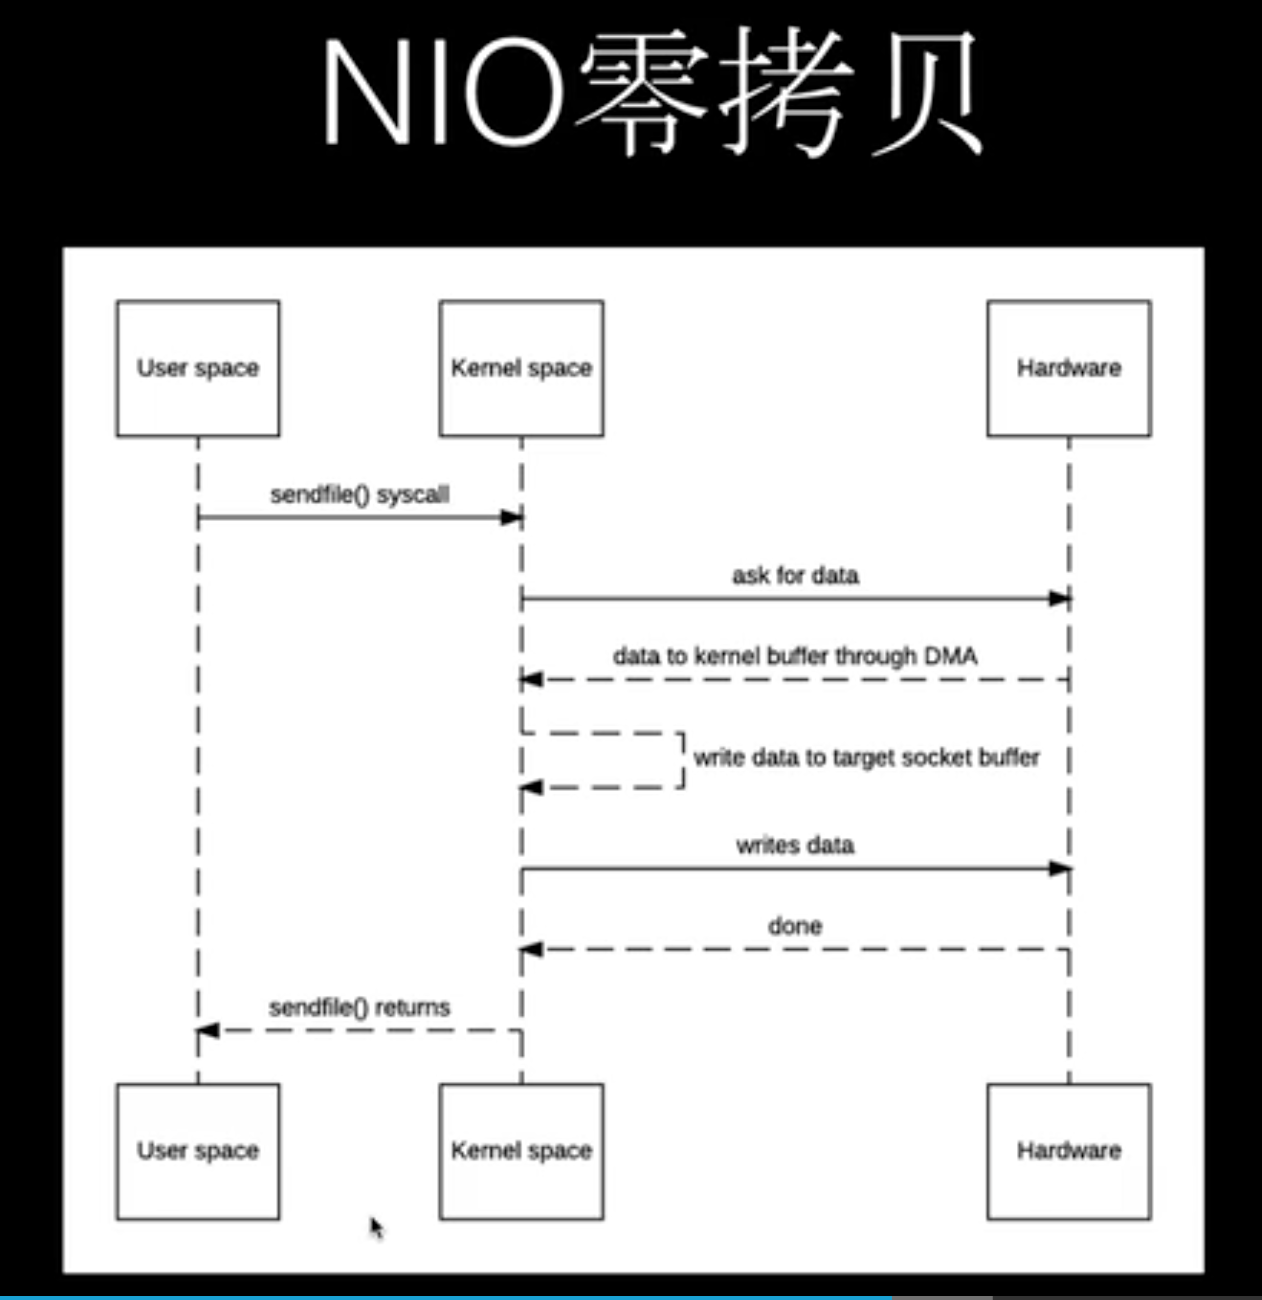 NIO零拷贝
User space
Kernel space
Hardware
sendfile() syscall
ask for data
data to kernel buffer through DMA
write data to target socket buffer
writes data
done
sendfile() returns
User space
Kernel space
Hardware